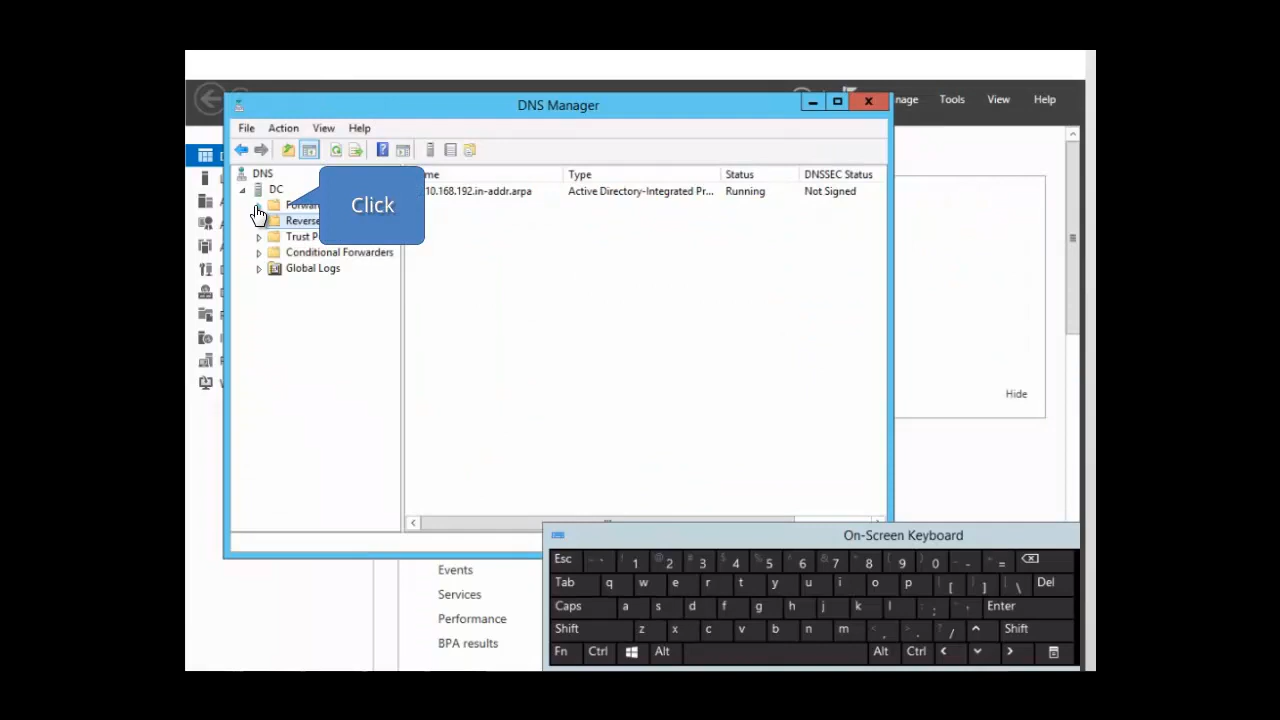 DNS Manager
nage Tools View Help
File Action View Help
DNS
DC
Forwar
Reverse
Trust P
Conditional Forwarders
Global Logs
Click
me Type Status DNSSEC Status
10.168.192.in-addr.arpa Active Directory-Integrated Pr... Running Not Signed
Hide
Events
Services
Performance
BPA results
On-Screen Keyboard
Esc ` ! 1 @ 2 # 3 $ 4 % 5 ^ 6 & 7 * 8 ( 9 ) 0 - =
Tab q w e r t y u i o p [ ] \ Del
Caps a s d f g h j k l ; ' Enter
Shift z x c v b n m < , > . ? / Shift
Fn Ctrl Alt Alt Ctrl